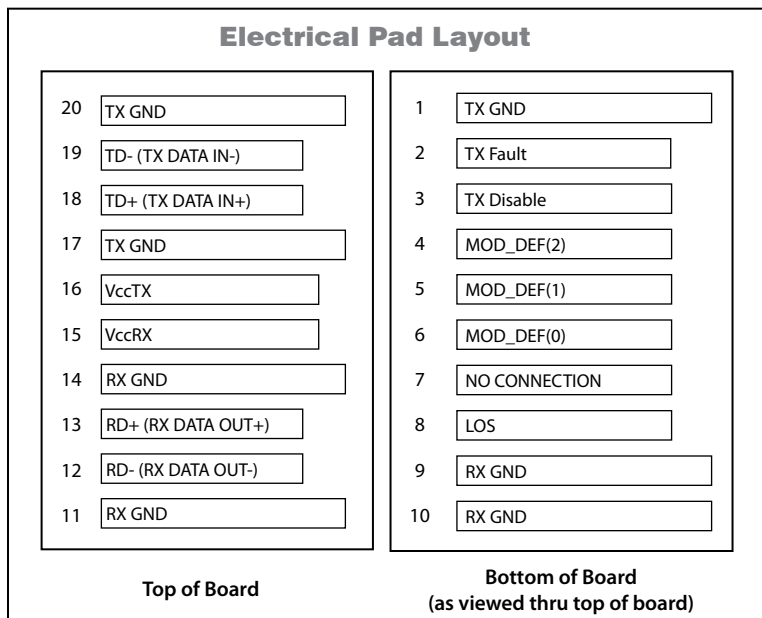 Electrical Pad Layout
20 TX GND
19 TD- (TX DATA IN-)
18 TD+ (TX DATA IN+)
17 TX GND
16 VccTX
15 VccRX
14 RX GND
13 RD+ (RX DATA OUT+)
12 RD- (RX DATA OUT-)
11 RX GND
Top of Board
1 TX GND
2 TX Fault
3 TX Disable
4 MOD_DEF(2)
5 MOD_DEF(1)
6 MOD_DEF(0)
7 NO CONNECTION
8 LOS
9 RX GND
10 RX GND
Bottom of Board
(as viewed thru top of board)